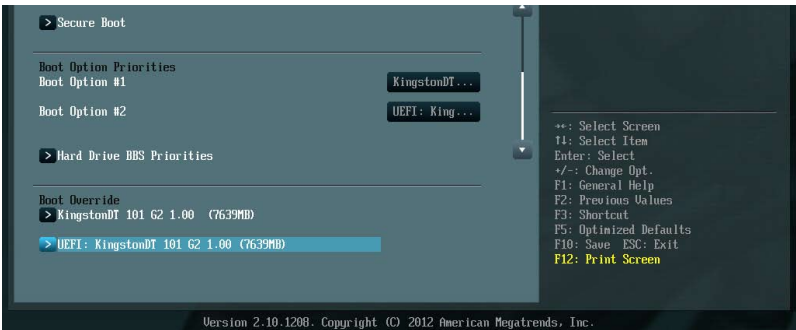 Secure Boot
Boot Option Priorities
Boot Option #1 KingstonDT...
Boot Option #2 UEFI: King...
Hard Drive BBS Priorities
Boot Override
KingstonDT 101 G2 1.00 (7639MB)
UEFI: KingstonDT 101 G2 1.00 (7639MB)
→←: Select Screen
↑↓: Select Item
Enter: Select
+/-: Change Opt.
F1: General Help
F2: Previous Values
F3: Shortcut
F5: Optimized Defaults
F10: Save ESC: Exit
F12: Print Screen
Version 2.10.1208. Copyright (C) 2012 American Megatrends, Inc.